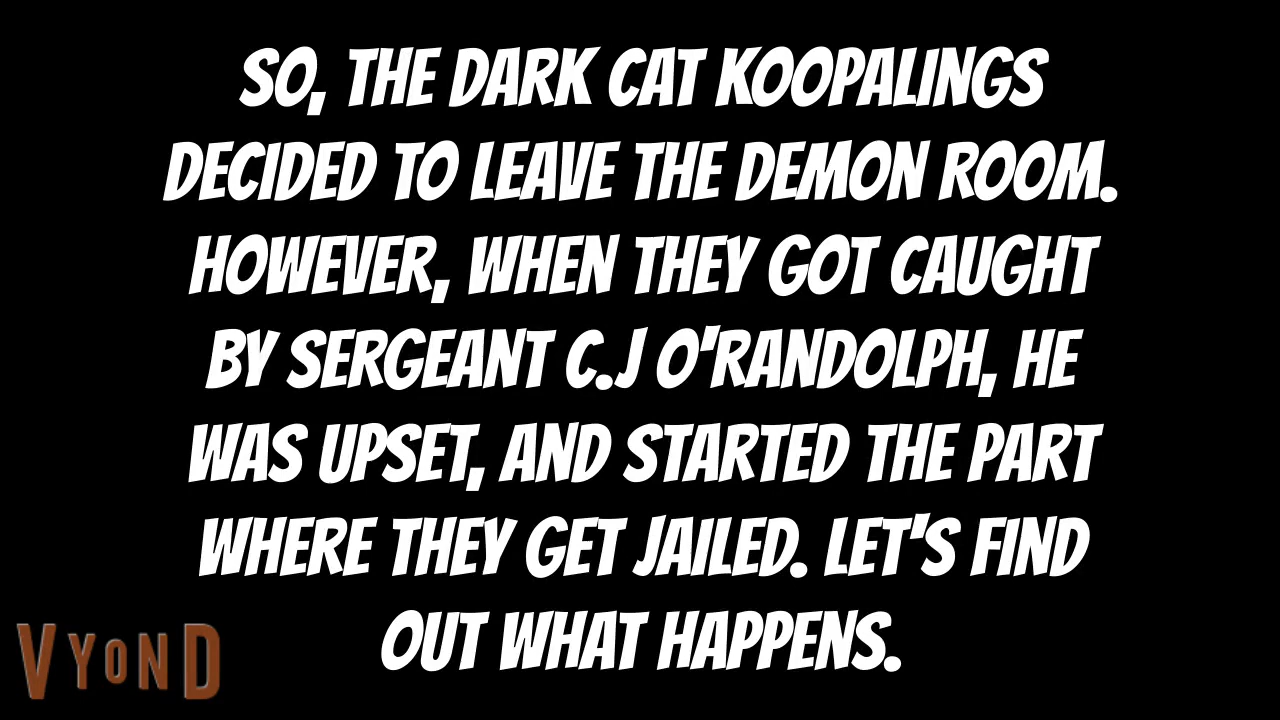 SO, THE DARK CAT KOOPALINGS
DECIDED TO LEAVE THE DEMON ROOM.
HOWEVER, WHEN THEY GOT CAUGHT
BY SERGEANT C.J O'RANDOLPH, HE
WAS UPSET, AND STARTED THE PART
WHERE THEY GET JAILED. LET'S FIND
OUT WHAT HAPPENS.
VYOND